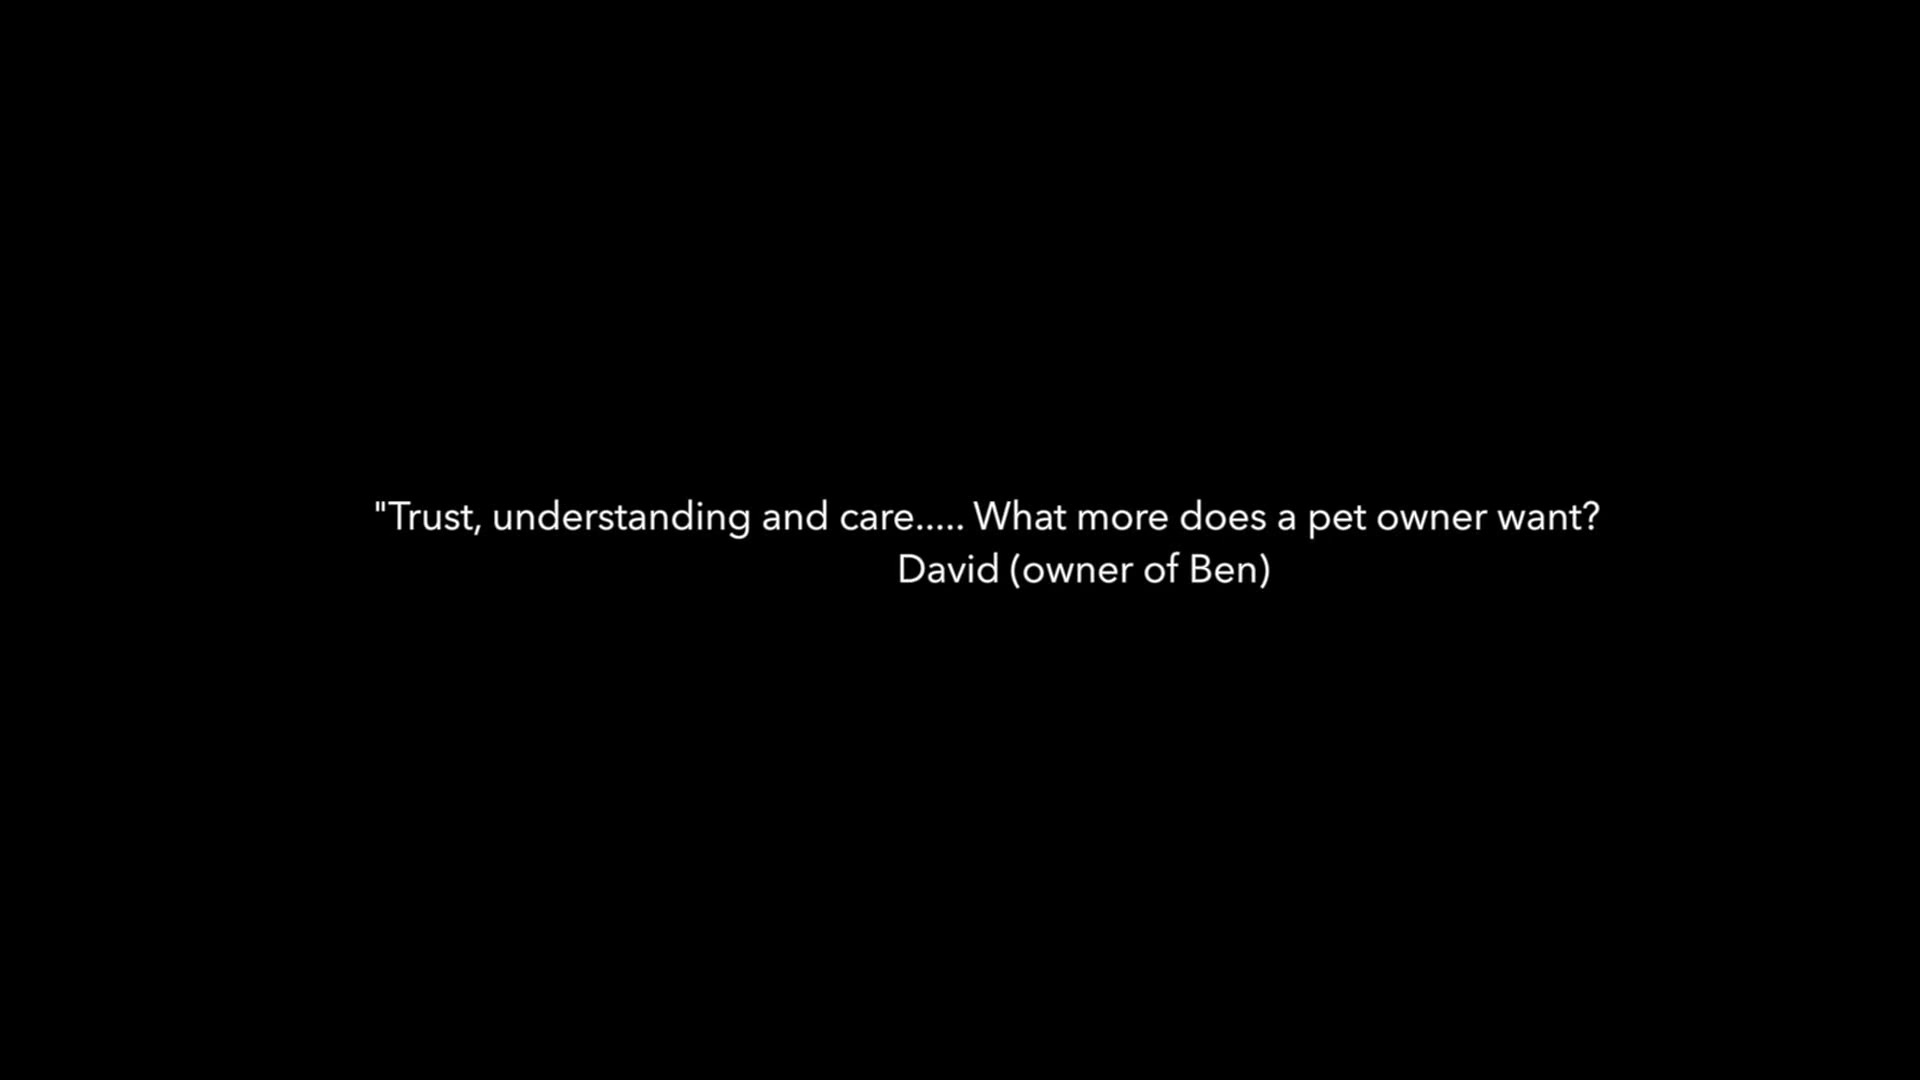 "Trust, understanding and care..... What more does a pet owner want?
David (owner of Ben)